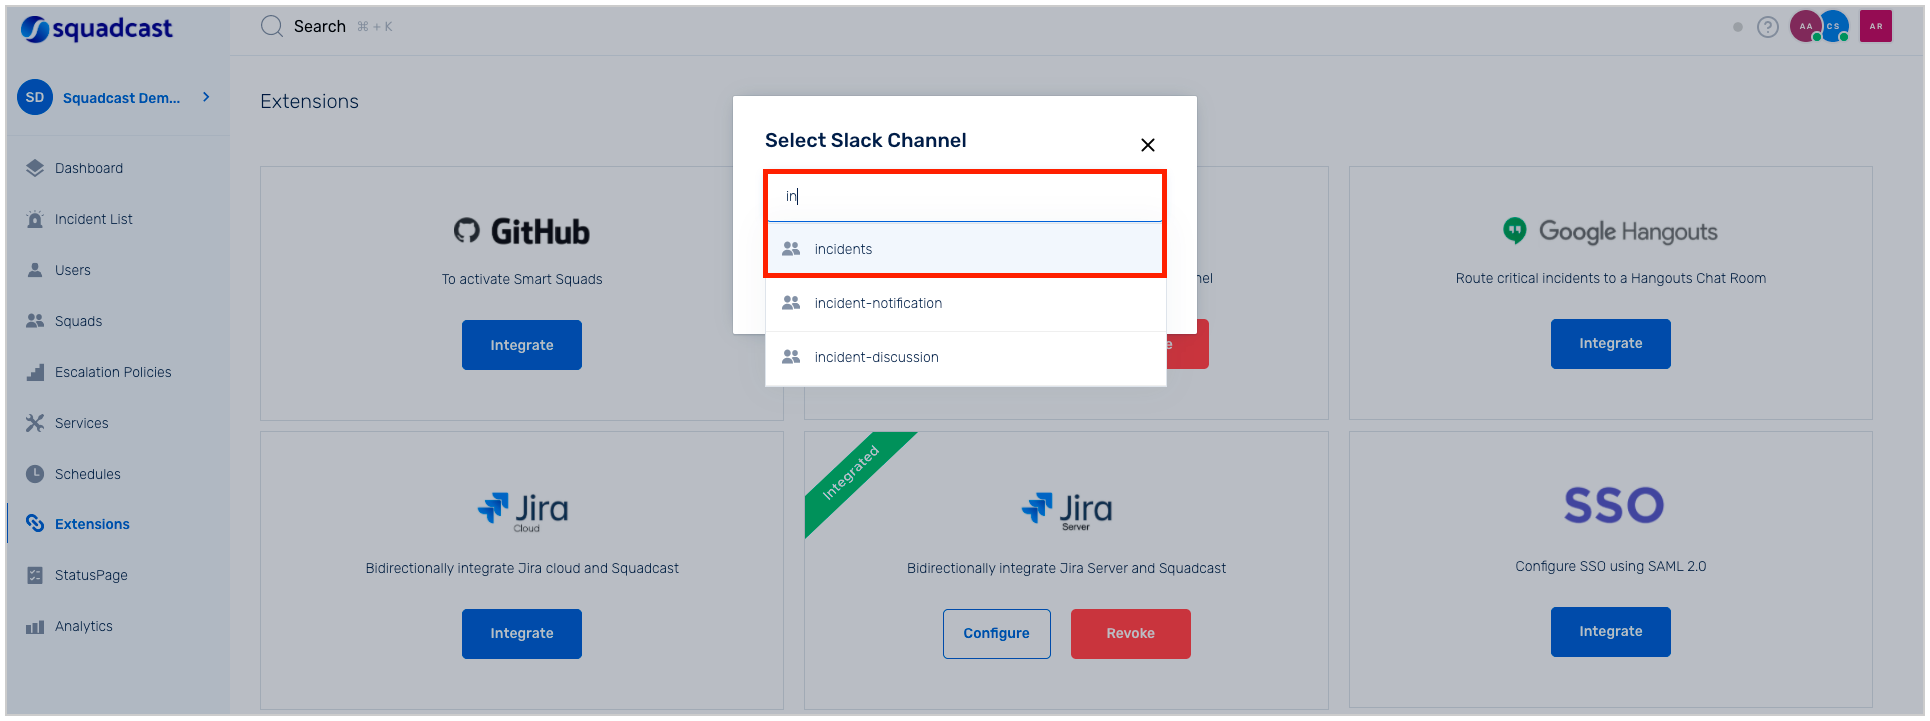 squadcast
Search ⌘ + K
AA
CS
AR
SD
Squadcast Dem...
Dashboard
Incident List
Users
Squads
Escalation Policies
Services
Schedules
Extensions
StatusPage
Analytics
Extensions
Select Slack Channel
in
incidents
incident-notification
incident-discussion
GitHub
To activate Smart Squads
Integrate
Google Hangouts
Route critical incidents to a Hangouts Chat Room
Integrate
Jira
Cloud
Bidirectionally integrate Jira cloud and Squadcast
Integrate
Integrated
Jira
Server
Bidirectionally integrate Jira Server and Squadcast
Configure
Revoke
SSO
Configure SSO using SAML 2.0
Integrate